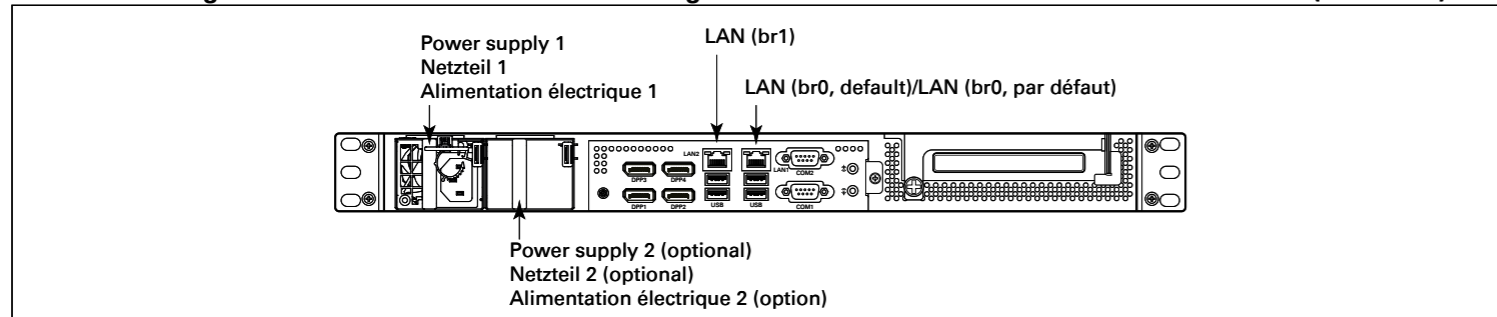 Power supply 1
Netzteil 1
Alimentation électrique 1
LAN (br1)
LAN (br0, default)/LAN (br0, par défaut)
LAN2
LAN1
COM2
DPP3
DPP4
DPP1
DPP2
USB
USB
COM1
Power supply 2 (optional)
Netzteil 2 (optional)
Alimentation électrique 2 (option)